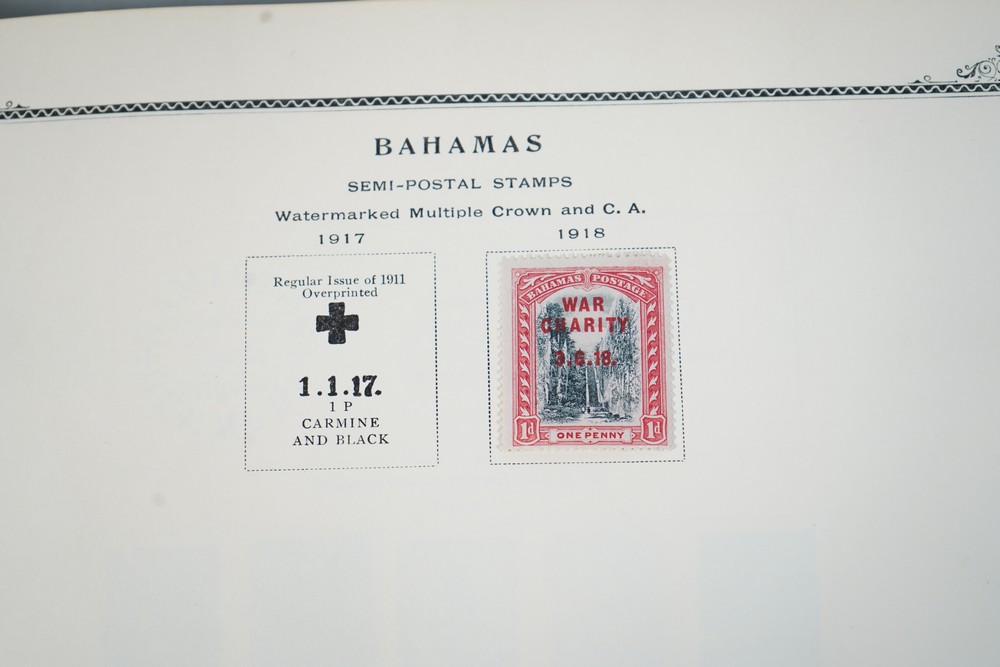 BAHAMAS
SEMI-POSTAL STAMPS
Watermarked Multiple Crown and C. A.
1917
1918
Regular Issue of 1911
Overprinted
1.1.17.
1 P
CARMINE
AND BLACK
BAHAMAS POSTAGE
WAR
CHARITY
3.6.18.
1d
ONE PENNY
1d